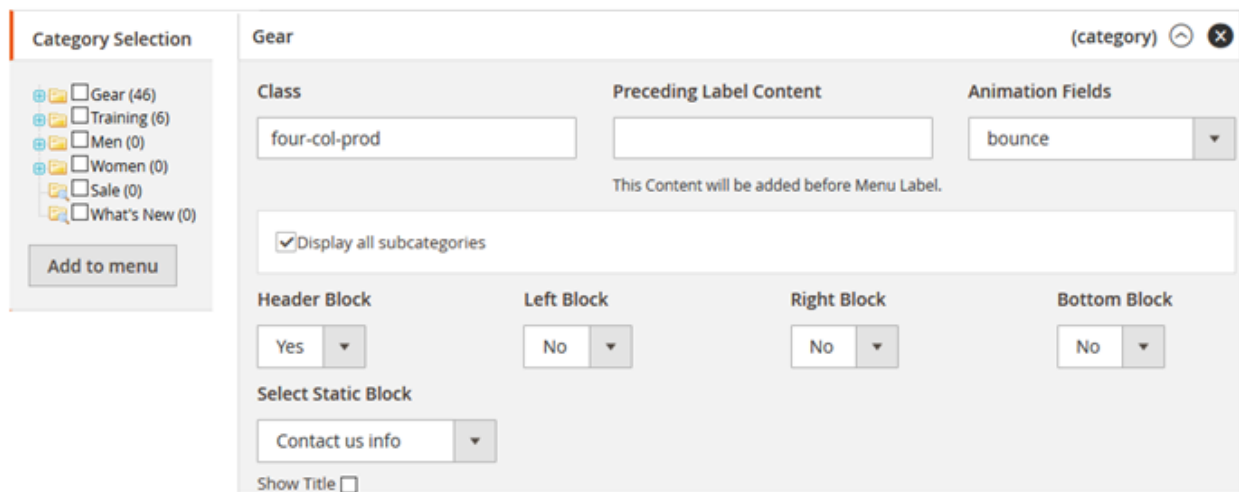 Category Selection
Gear (46)
Training (6)
Men (0)
Women (0)
Sale (0)
What's New (0)
Add to menu
Gear (category)
Class Preceding Label Content Animation Fields
four-col-prod bounce
This Content will be added before Menu Label.
Display all subcategories
Header Block Left Block Right Block Bottom Block
Yes No No No
Select Static Block
Contact us info
Show Title